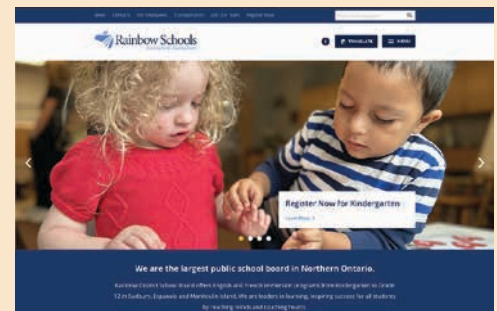 News Contact
Rainbow Schools
TRANSLATE MENU
Register Now for Kindergarten
Learn More
We are the largest public school board in Northern Ontario.
Rainbow District School Board offers English and French Immersion programs from Kindergarten to Grade
12 in Sudbury, Espanola and Manitoulin Island. We are leaders in learning, inspiring success for all students
by reaching minds and touching hearts.